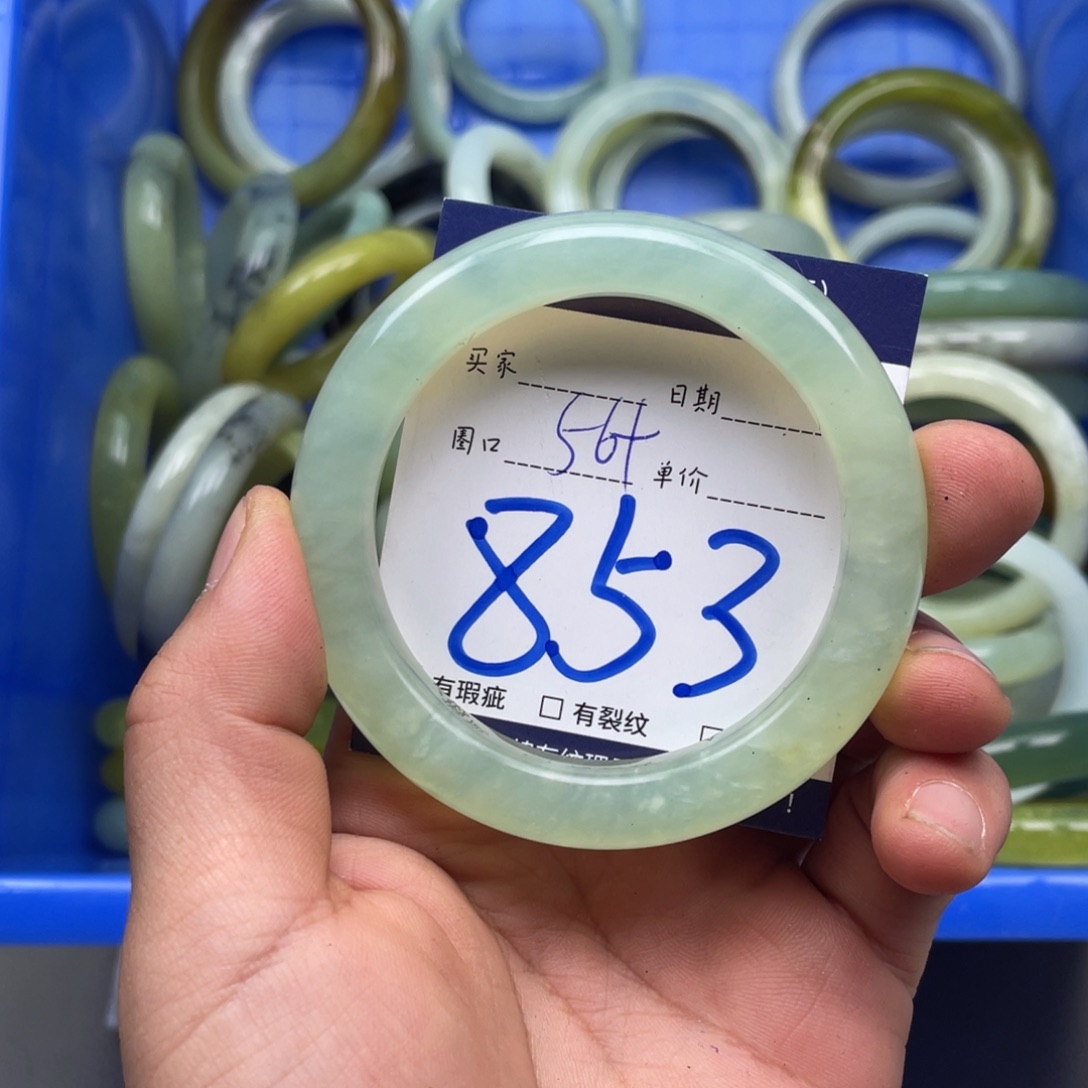 买家 日期
圈口 56+ 单价
853
有瑕疵 □ 有裂纹
!